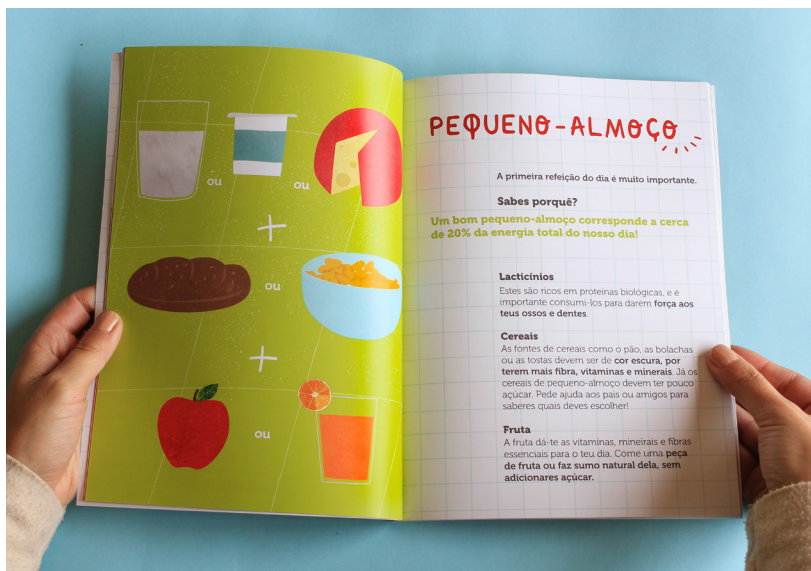 ou
ou
+
ou
+
ou
PEQUENO-ALMOÇO
A primeira refeição do dia é muito importante.
Sabes porquê?
Um bom pequeno-almoço corresponde a cerca
de 20% da energia total do nosso dia!
Lacticínios
Estes são ricos em proteínas biológicas, e é
importante consumi-los para darem força aos
teus ossos e dentes.
Cereais
As fontes de cereais como o pão, as bolachas
ou as tostas devem ser de cor escura, por
terem mais fibra, vitaminas e minerais. Já os
cereais de pequeno-almoço devem ter pouco
açúcar. Pede ajuda aos pais ou amigos para
saberes quais deves escolher!
Fruta
A fruta dá-te as vitaminas, mineirais e fibras
essenciais para o teu dia. Come uma peça
de fruta ou faz sumo natural dela, sem
adicionares açúcar.